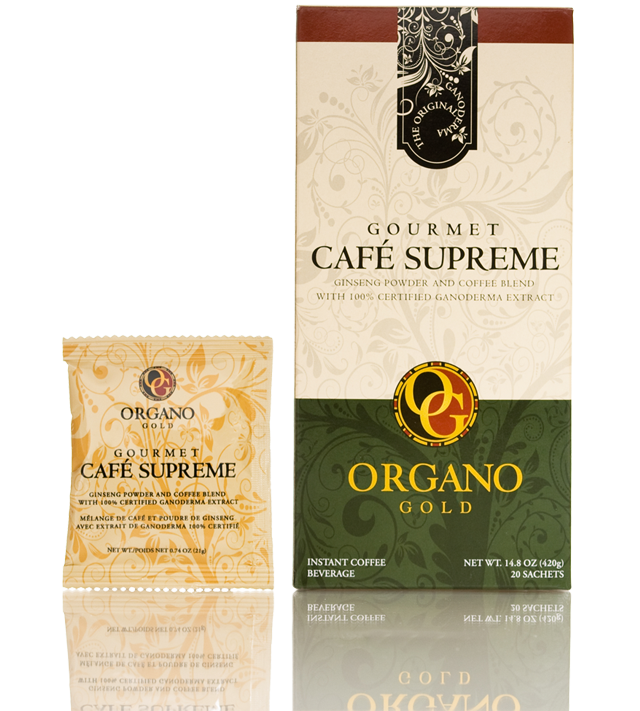 THE ORIGINAL GANODERMA
GOURMET
CAFÉ SUPREME
GINSENG POWDER AND COFFEE BLEND
WITH 100% CERTIFIED GANODERMA EXTRACT
OG
ORGANO
GOLD
INSTANT COFFEE
BEVERAGE
NET WT. 14.8 OZ (420g)
20 SACHETS
OG
ORGANO
GOLD
GOURMET
CAFÉ SUPREME
GINSENG POWDER AND COFFEE BLEND
WITH 100% CERTIFIED GANODERMA EXTRACT
MÉLANGE DE CAFÉ ET POUDRE DE GINSENG
AVEC EXTRAIT DE GANODERMA 100% CERTIFIÉ
NET WT./POIDS NET 0.74 OZ (21g)